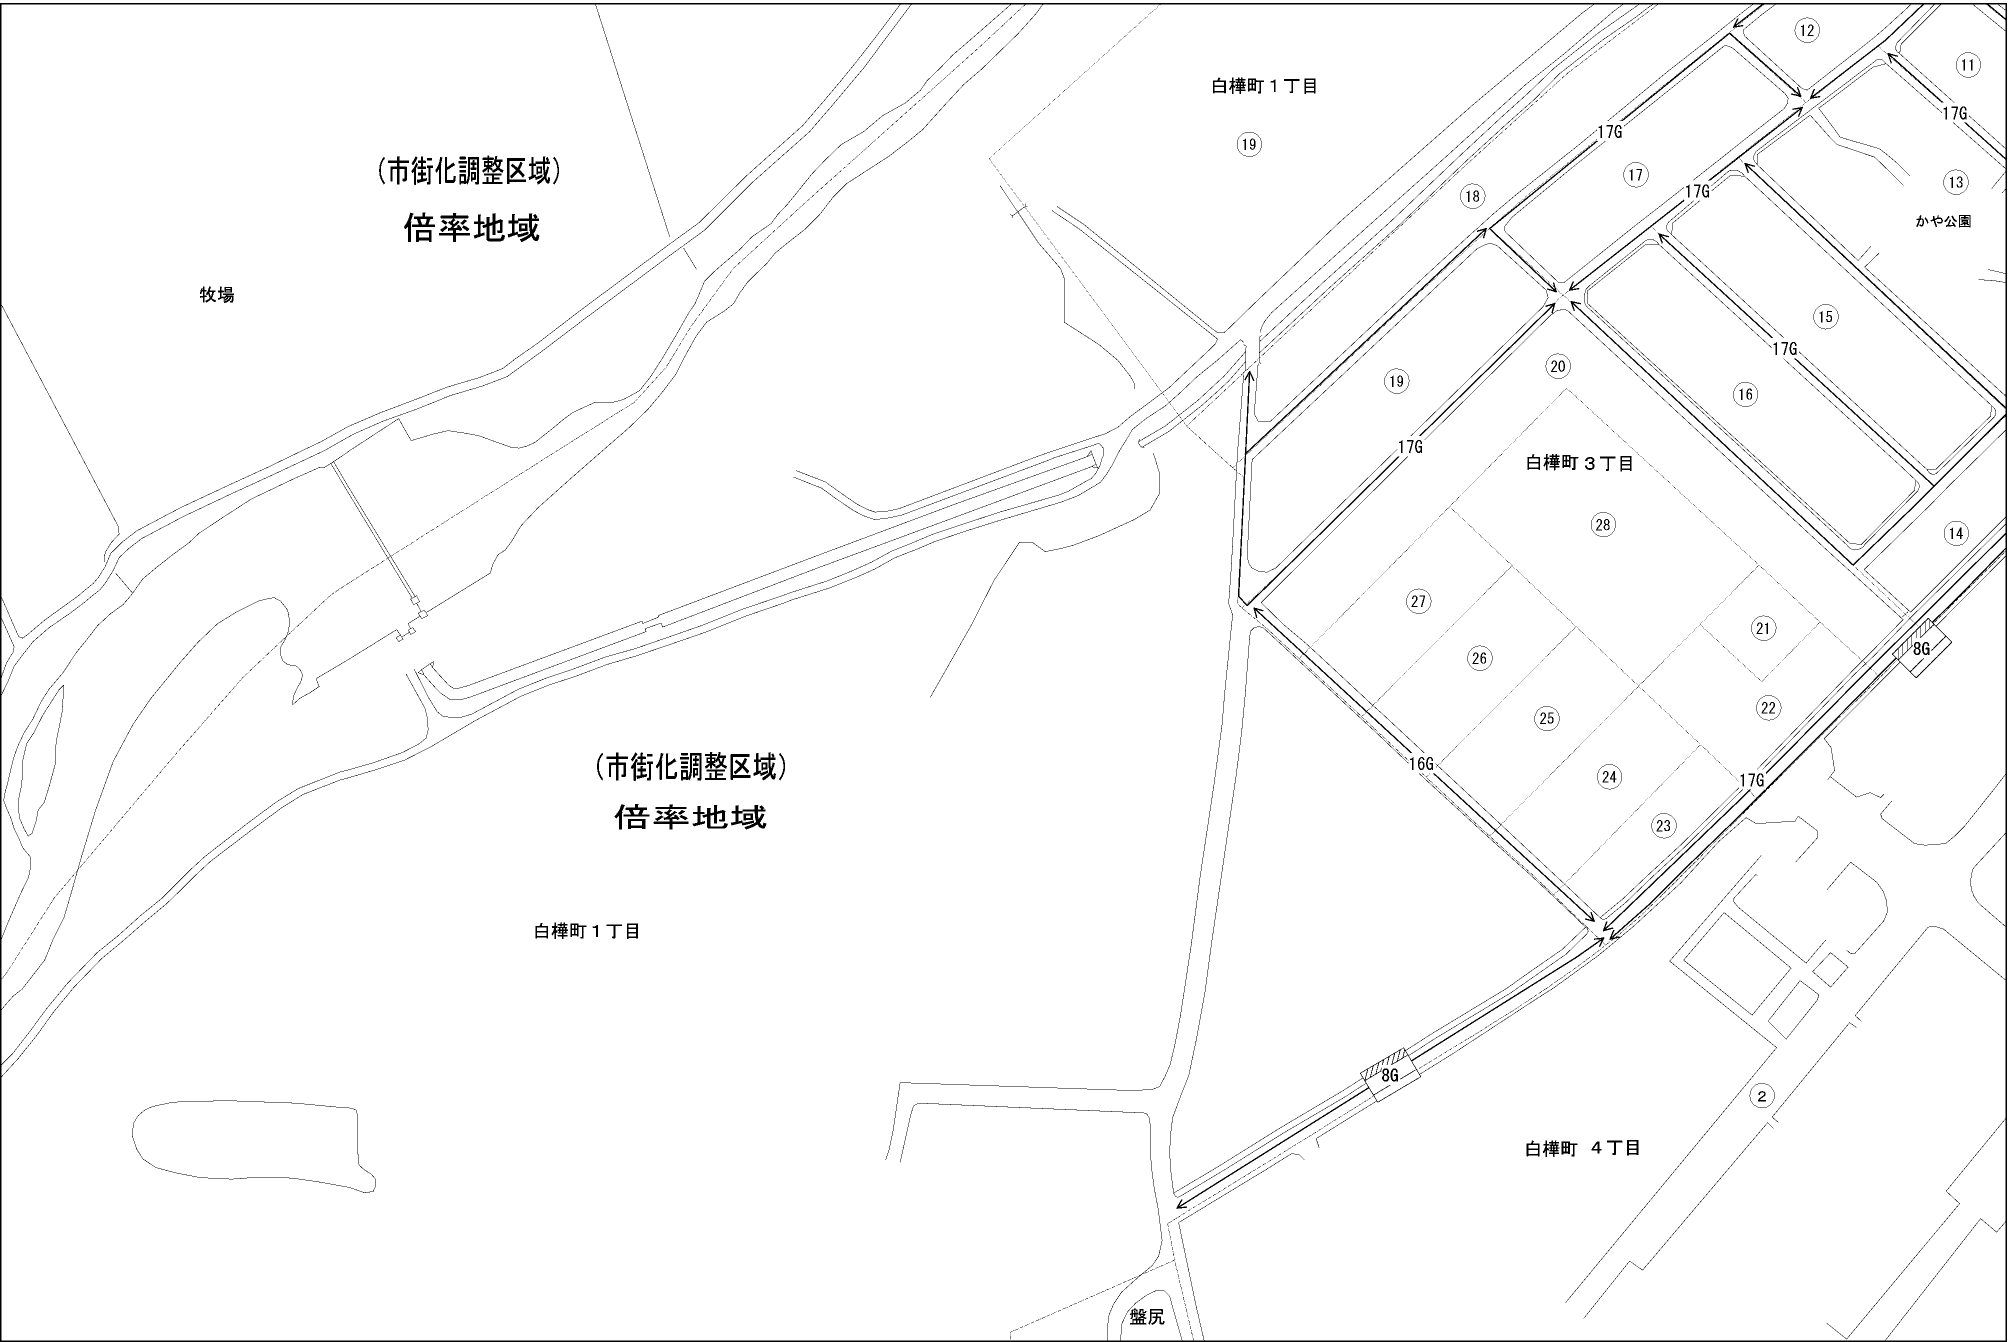 白樺町１丁目
⑲
(市街化調整区域)
倍率地域
牧場
⑫
⑪
17G
17G
⑰
⑱
17G
⑬
かや公園
⑮
17G
⑯
⑲
⑳
17G
白樺町３丁目
㉘
⑭
㉗
㉑
㉖
8G
㉕
㉒
16G
㉔
17G
㉓
(市街化調整区域)
倍率地域
白樺町１丁目
8G
②
白樺町 ４丁目
盤尻